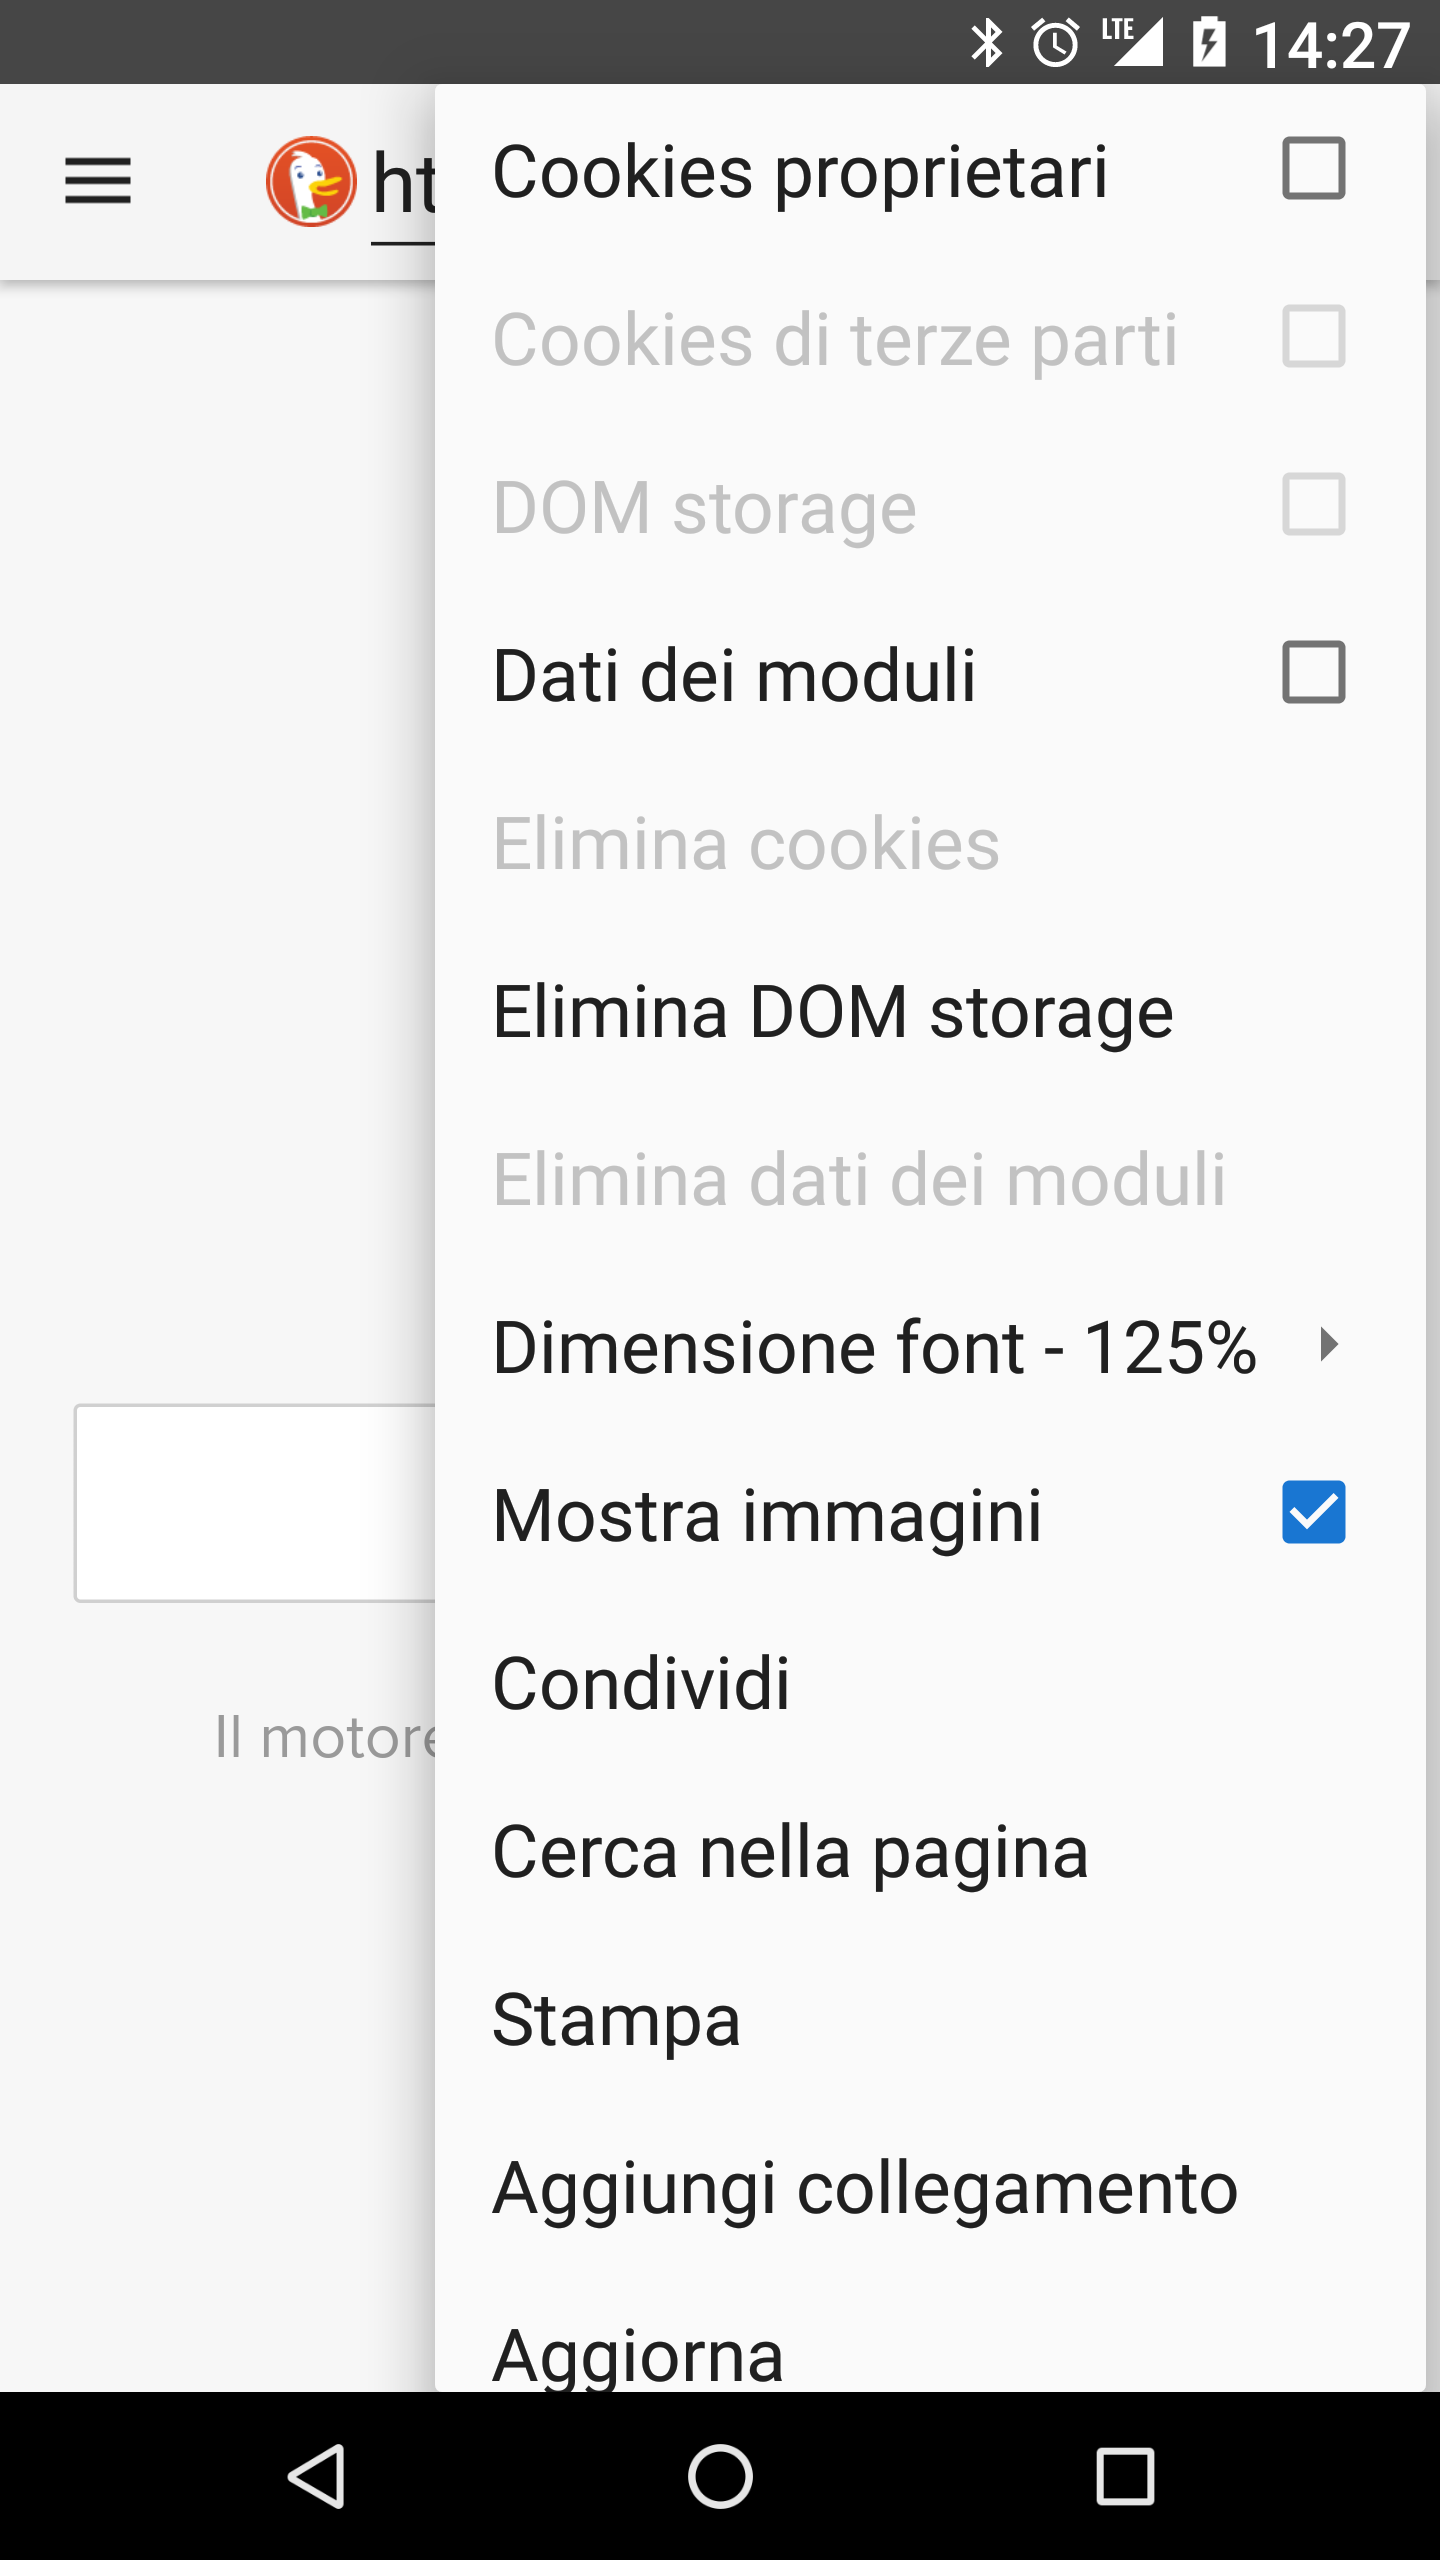 LTE 14:27
ht
Cookies proprietari
Cookies di terze parti
DOM storage
Dati dei moduli
Elimina cookies
Elimina DOM storage
Elimina dati dei moduli
Dimensione font - 125%
Mostra immagini
Condividi
Il motore
Cerca nella pagina
Stampa
Aggiungi collegamento
Aggiorna